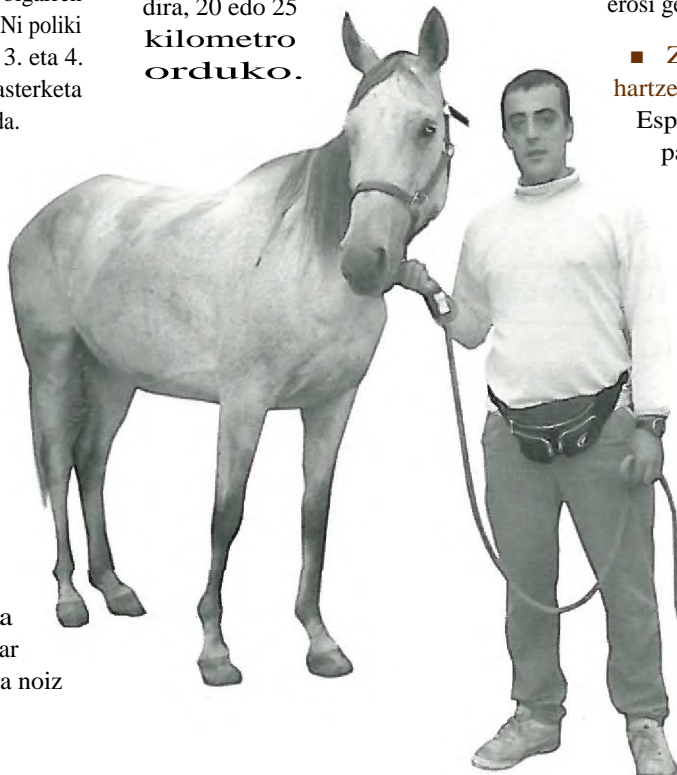 Ni poliki
3. eta 4.
asterketa
da.
dira, 20 edo 25
kilometro
orduko.
a
ar
a noiz
erosi ge
■ Z
hartze
Esp
pa